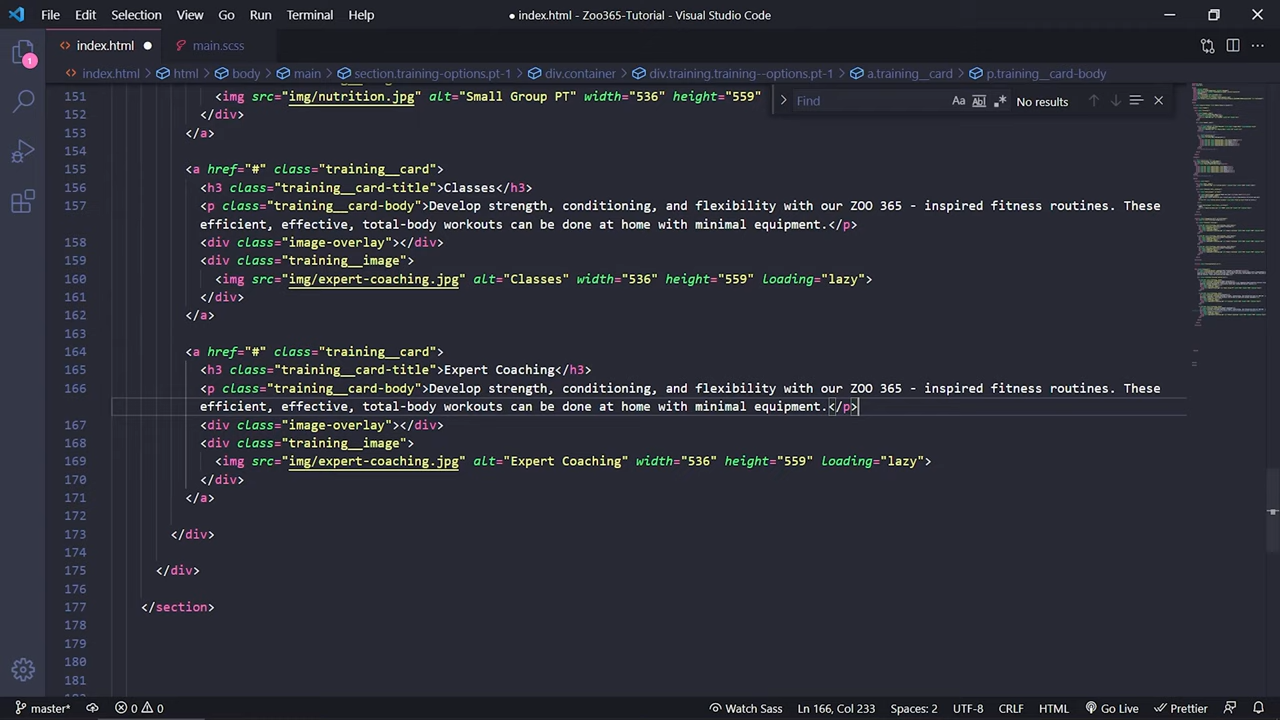 File Edit Selection View Go Run Terminal Help
● index.html - Zoo365-Tutorial - Visual Studio Code
1
index.html ● main.scss
index.html > html > body > main > section.training-options.pt-1 > div.container > div.training.training--options.pt-1 > a.training__card > p.training__card-body
Find No results
151 <img src="img/nutrition.jpg" alt="Small Group PT" width="536" height="559"
152 </div>
153 </a>
154
155 <a href="#" class="training__card">
156 <h3 class="training__card-title">Classes</h3>
157 <p class="training__card-body">Develop strength, conditioning, and flexibility with our ZOO 365 - inspired fitness routines. These
efficient, effective, total-body workouts can be done at home with minimal equipment.</p>
158 <div class="image-overlay"></div>
159 <div class="training__image">
160 <img src="img/expert-coaching.jpg" alt="Classes" width="536" height="559" loading="lazy">
161 </div>
162 </a>
163
164 <a href="#" class="training__card">
165 <h3 class="training__card-title">Expert Coaching</h3>
166 <p class="training__card-body">Develop strength, conditioning, and flexibility with our ZOO 365 - inspired fitness routines. These
efficient, effective, total-body workouts can be done at home with minimal equipment.</p>
167 <div class="image-overlay"></div>
168 <div class="training__image">
169 <img src="img/expert-coaching.jpg" alt="Expert Coaching" width="536" height="559" loading="lazy">
170 </div>
171 </a>
172
173 </div>
174
175 </div>
176
177 </section>
178
179
180
181
master* 0 0 Watch Sass Ln 166, Col 233 Spaces: 2 UTF-8 CRLF HTML Go Live Prettier